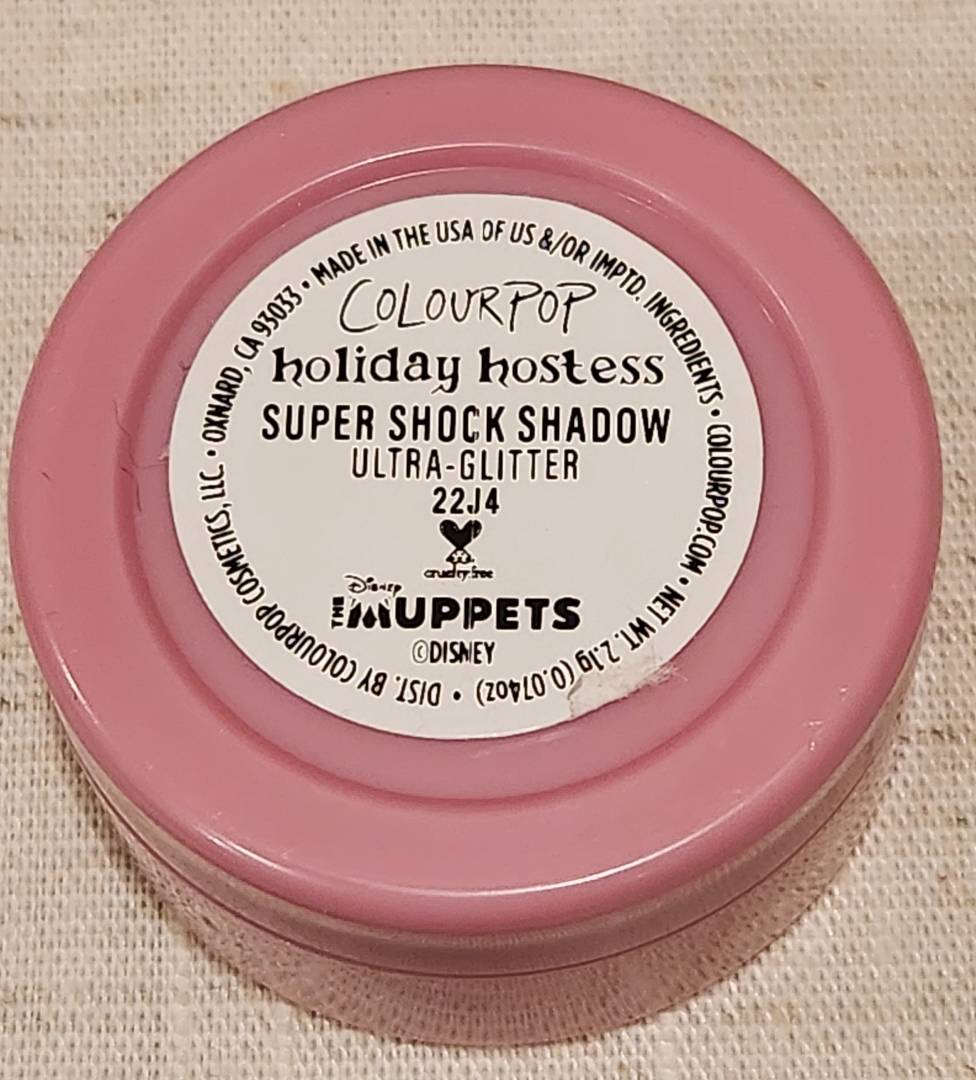 COLOURPOP
holiday hostess
SUPER SHOCK SHADOW
ULTRA-GLITTER
22J4
cruelty free
Disney
THE MUPPETS
©DISNEY
• DIST. BY COLOURPOP COSMETICS, LLC. • OXNARD, CA 93033 • MADE IN THE USA OF US &/OR IMPTD. INGREDIENTS • COLOURPOP.COM • NET WT. 2.1g (0.074oz)